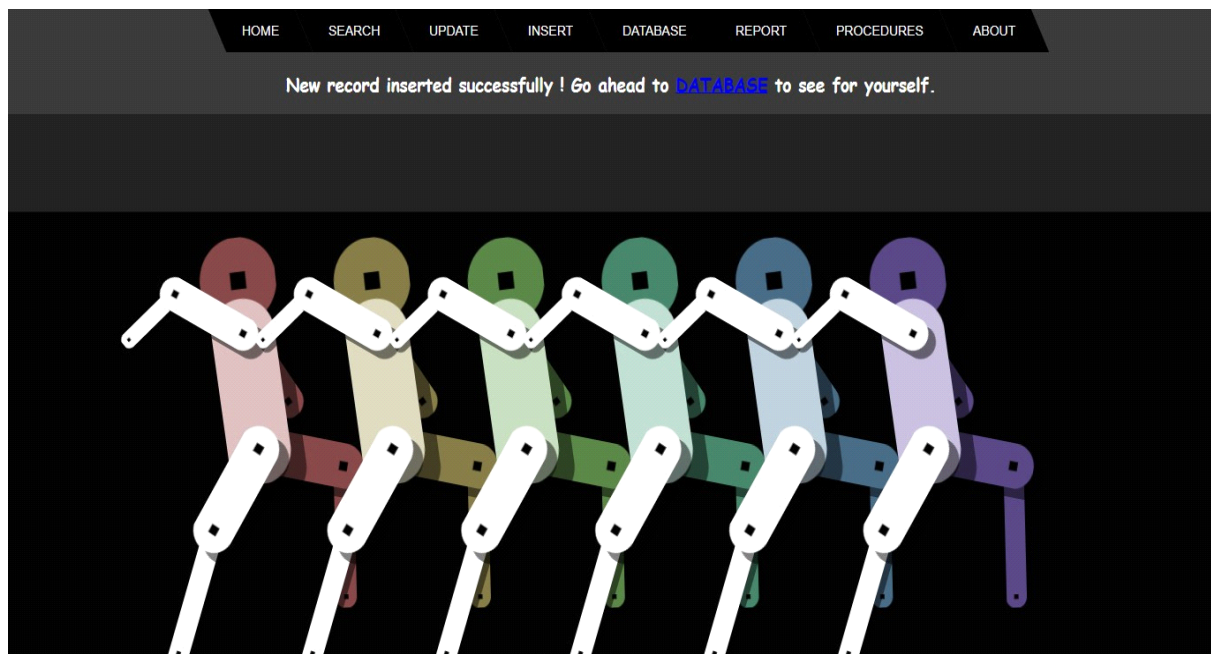 HOME SEARCH UPDATE INSERT DATABASE REPORT PROCEDURES ABOUT
New record inserted successfully ! Go ahead to DATABASE to see for yourself.